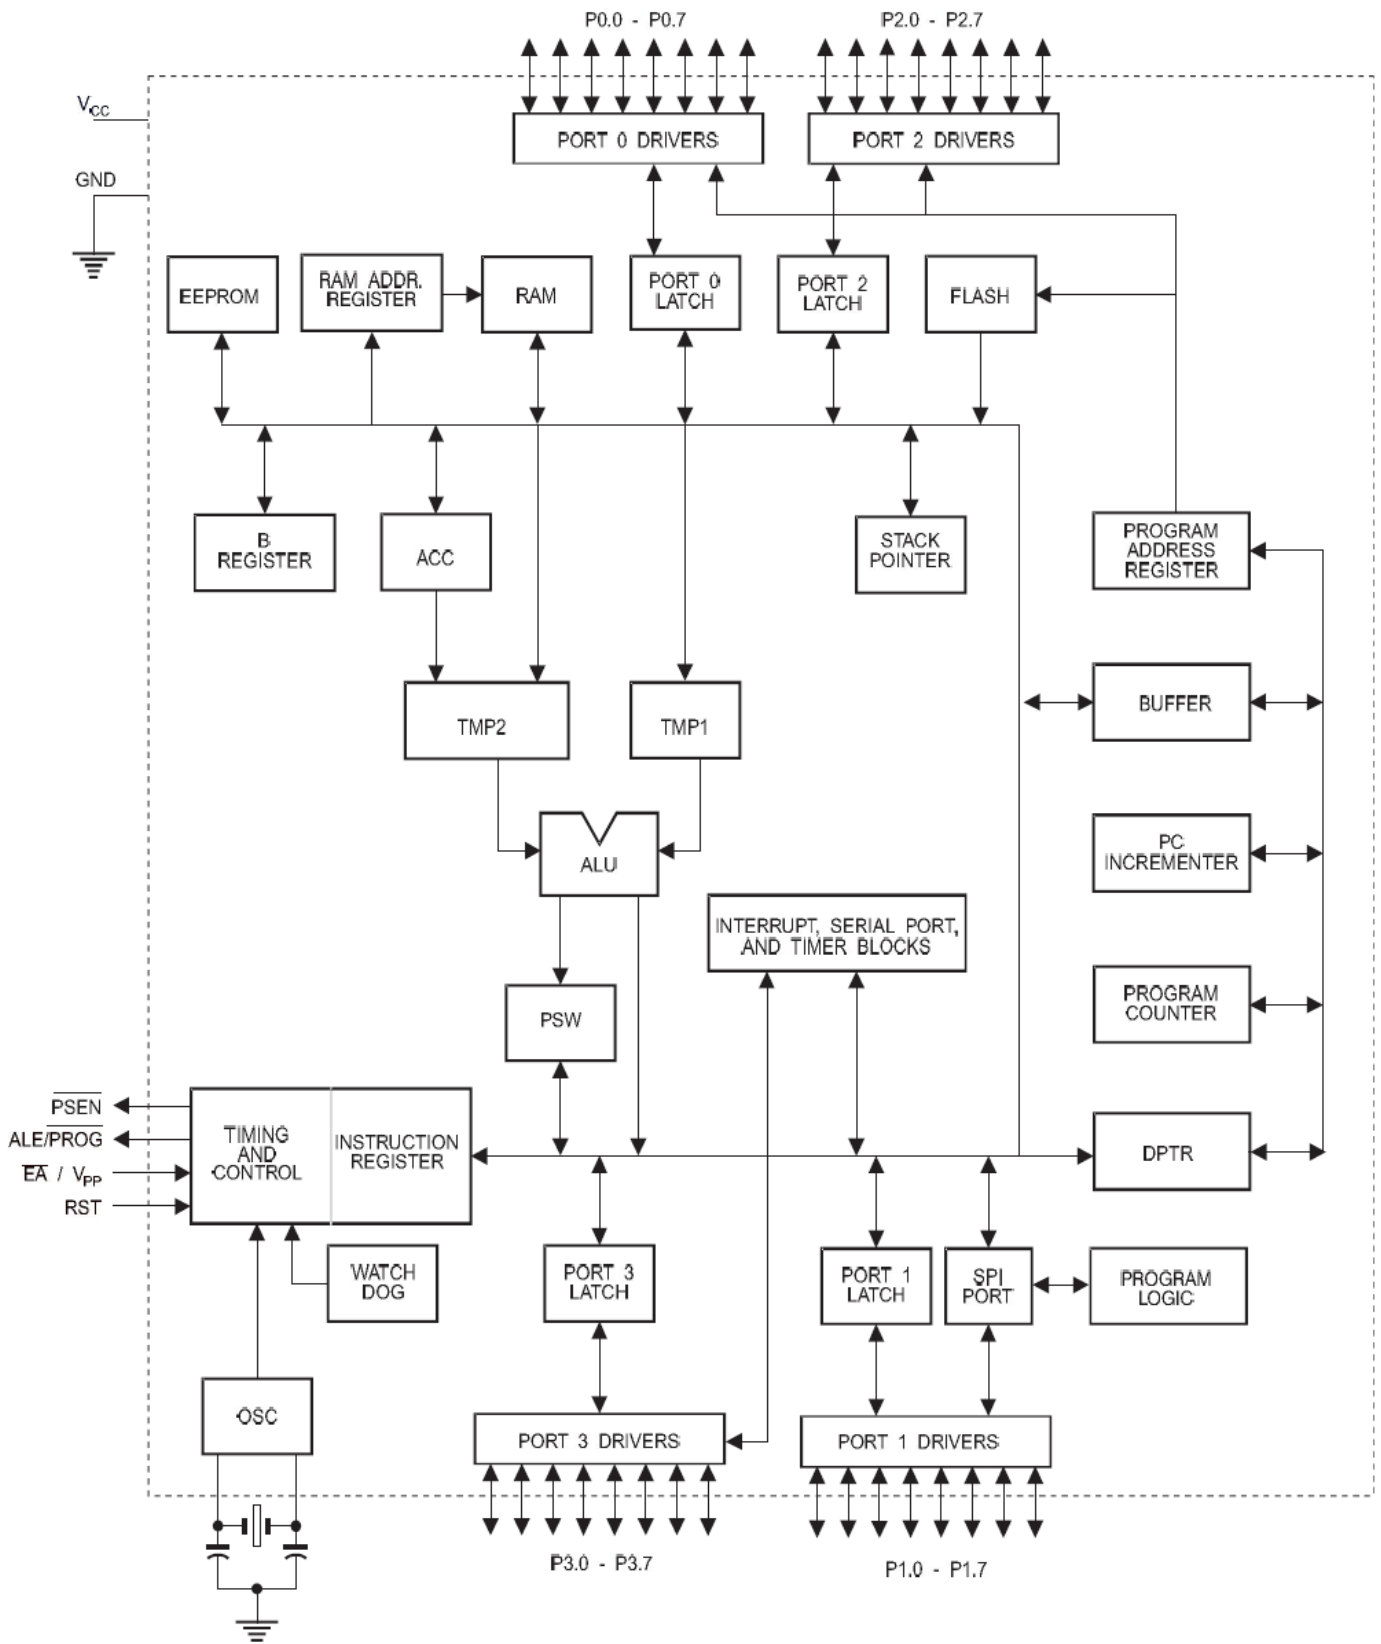 P0.0 - P0.7
P2.0 - P2.7
VCC
PORT 0 DRIVERS
PORT 2 DRIVERS
GND
EEPROM
RAM ADDR.
REGISTER
RAM
PORT 0
LATCH
PORT 2
LATCH
FLASH
B
REGISTER
ACC
STACK
POINTER
PROGRAM
ADDRESS
REGISTER
TMP2
TMP1
BUFFER
ALU
PC
INCREMENTER
INTERRUPT, SERIAL PORT,
AND TIMER BLOCKS
PSW
PROGRAM
COUNTER
PSEN
ALE/PROG
EA / VPP
RST
TIMING
AND
CONTROL
INSTRUCTION
REGISTER
DPTR
WATCH
DOG
PORT 3
LATCH
PORT 1
LATCH
SPI
PORT
PROGRAM
LOGIC
OSC
PORT 3 DRIVERS
PORT 1 DRIVERS
P3.0 - P3.7
P1.0 - P1.7